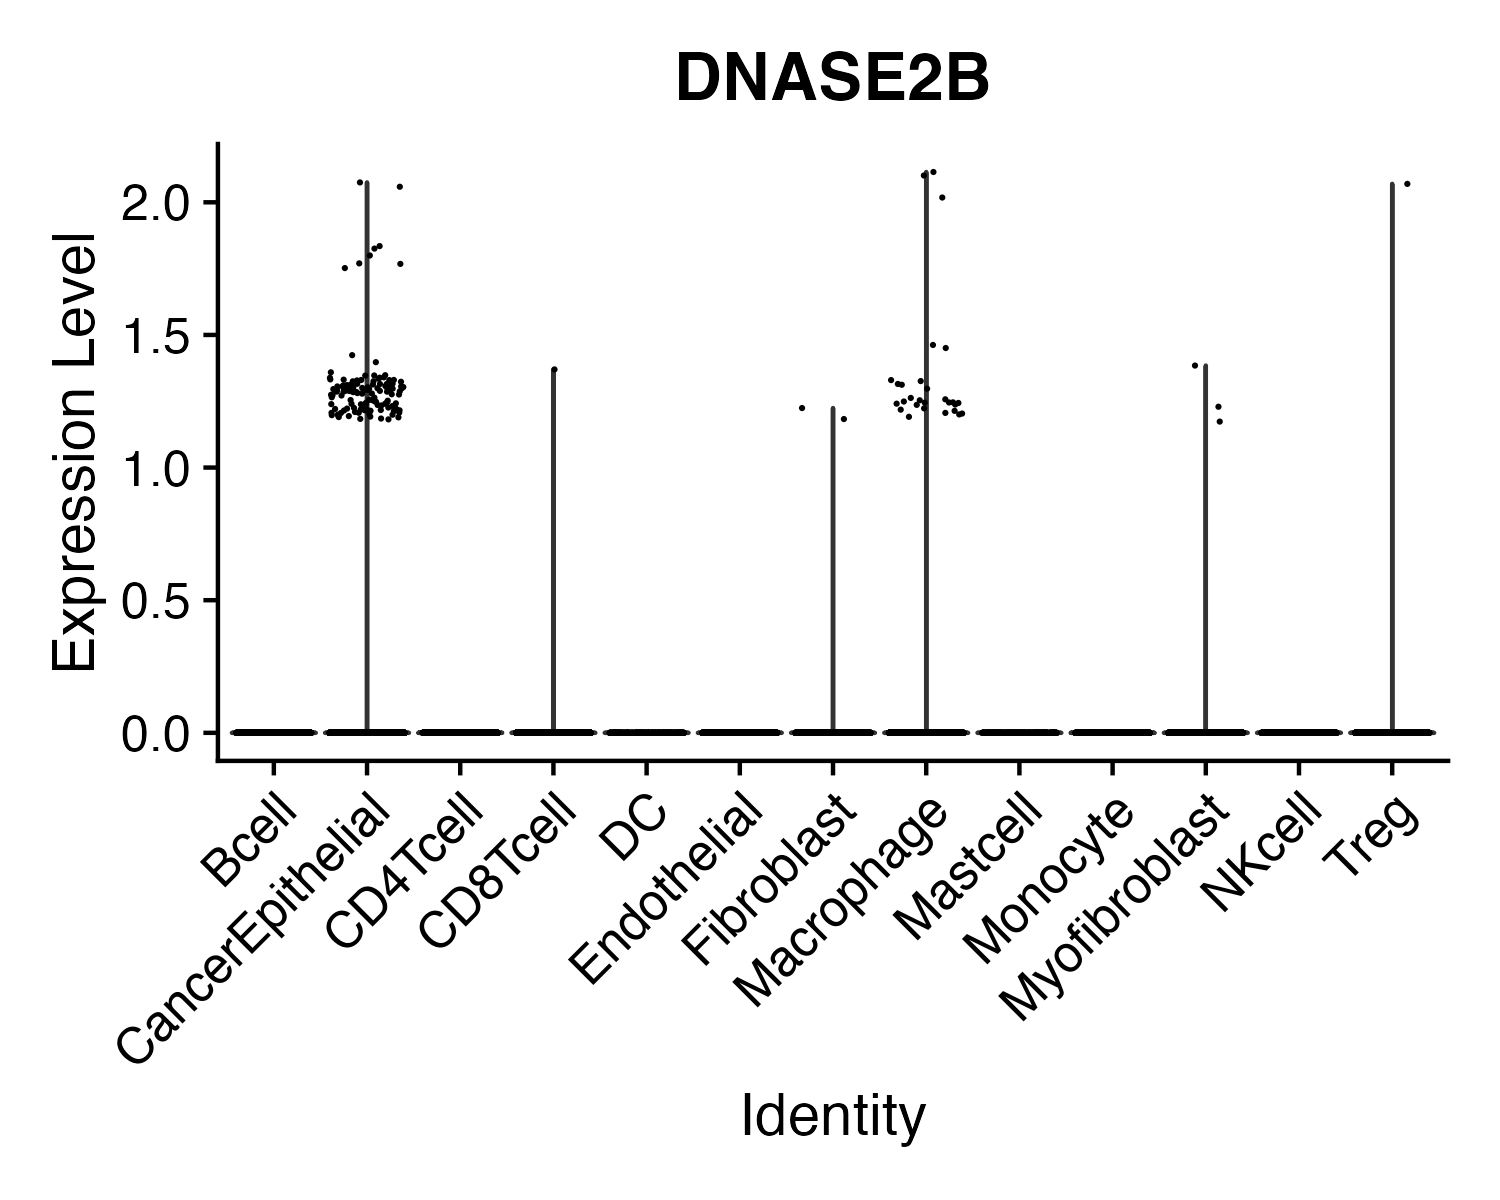 DNASE2B
Expression Level
2.0
1.5
1.0
0.5
0.0
Bcell
CancerEpithelial
CD4Tcell
CD8Tcell
DC
Endothelial
Fibroblast
Macrophage
Mastcell
Monocyte
Myofibroblast
NKcell
Treg
Identity